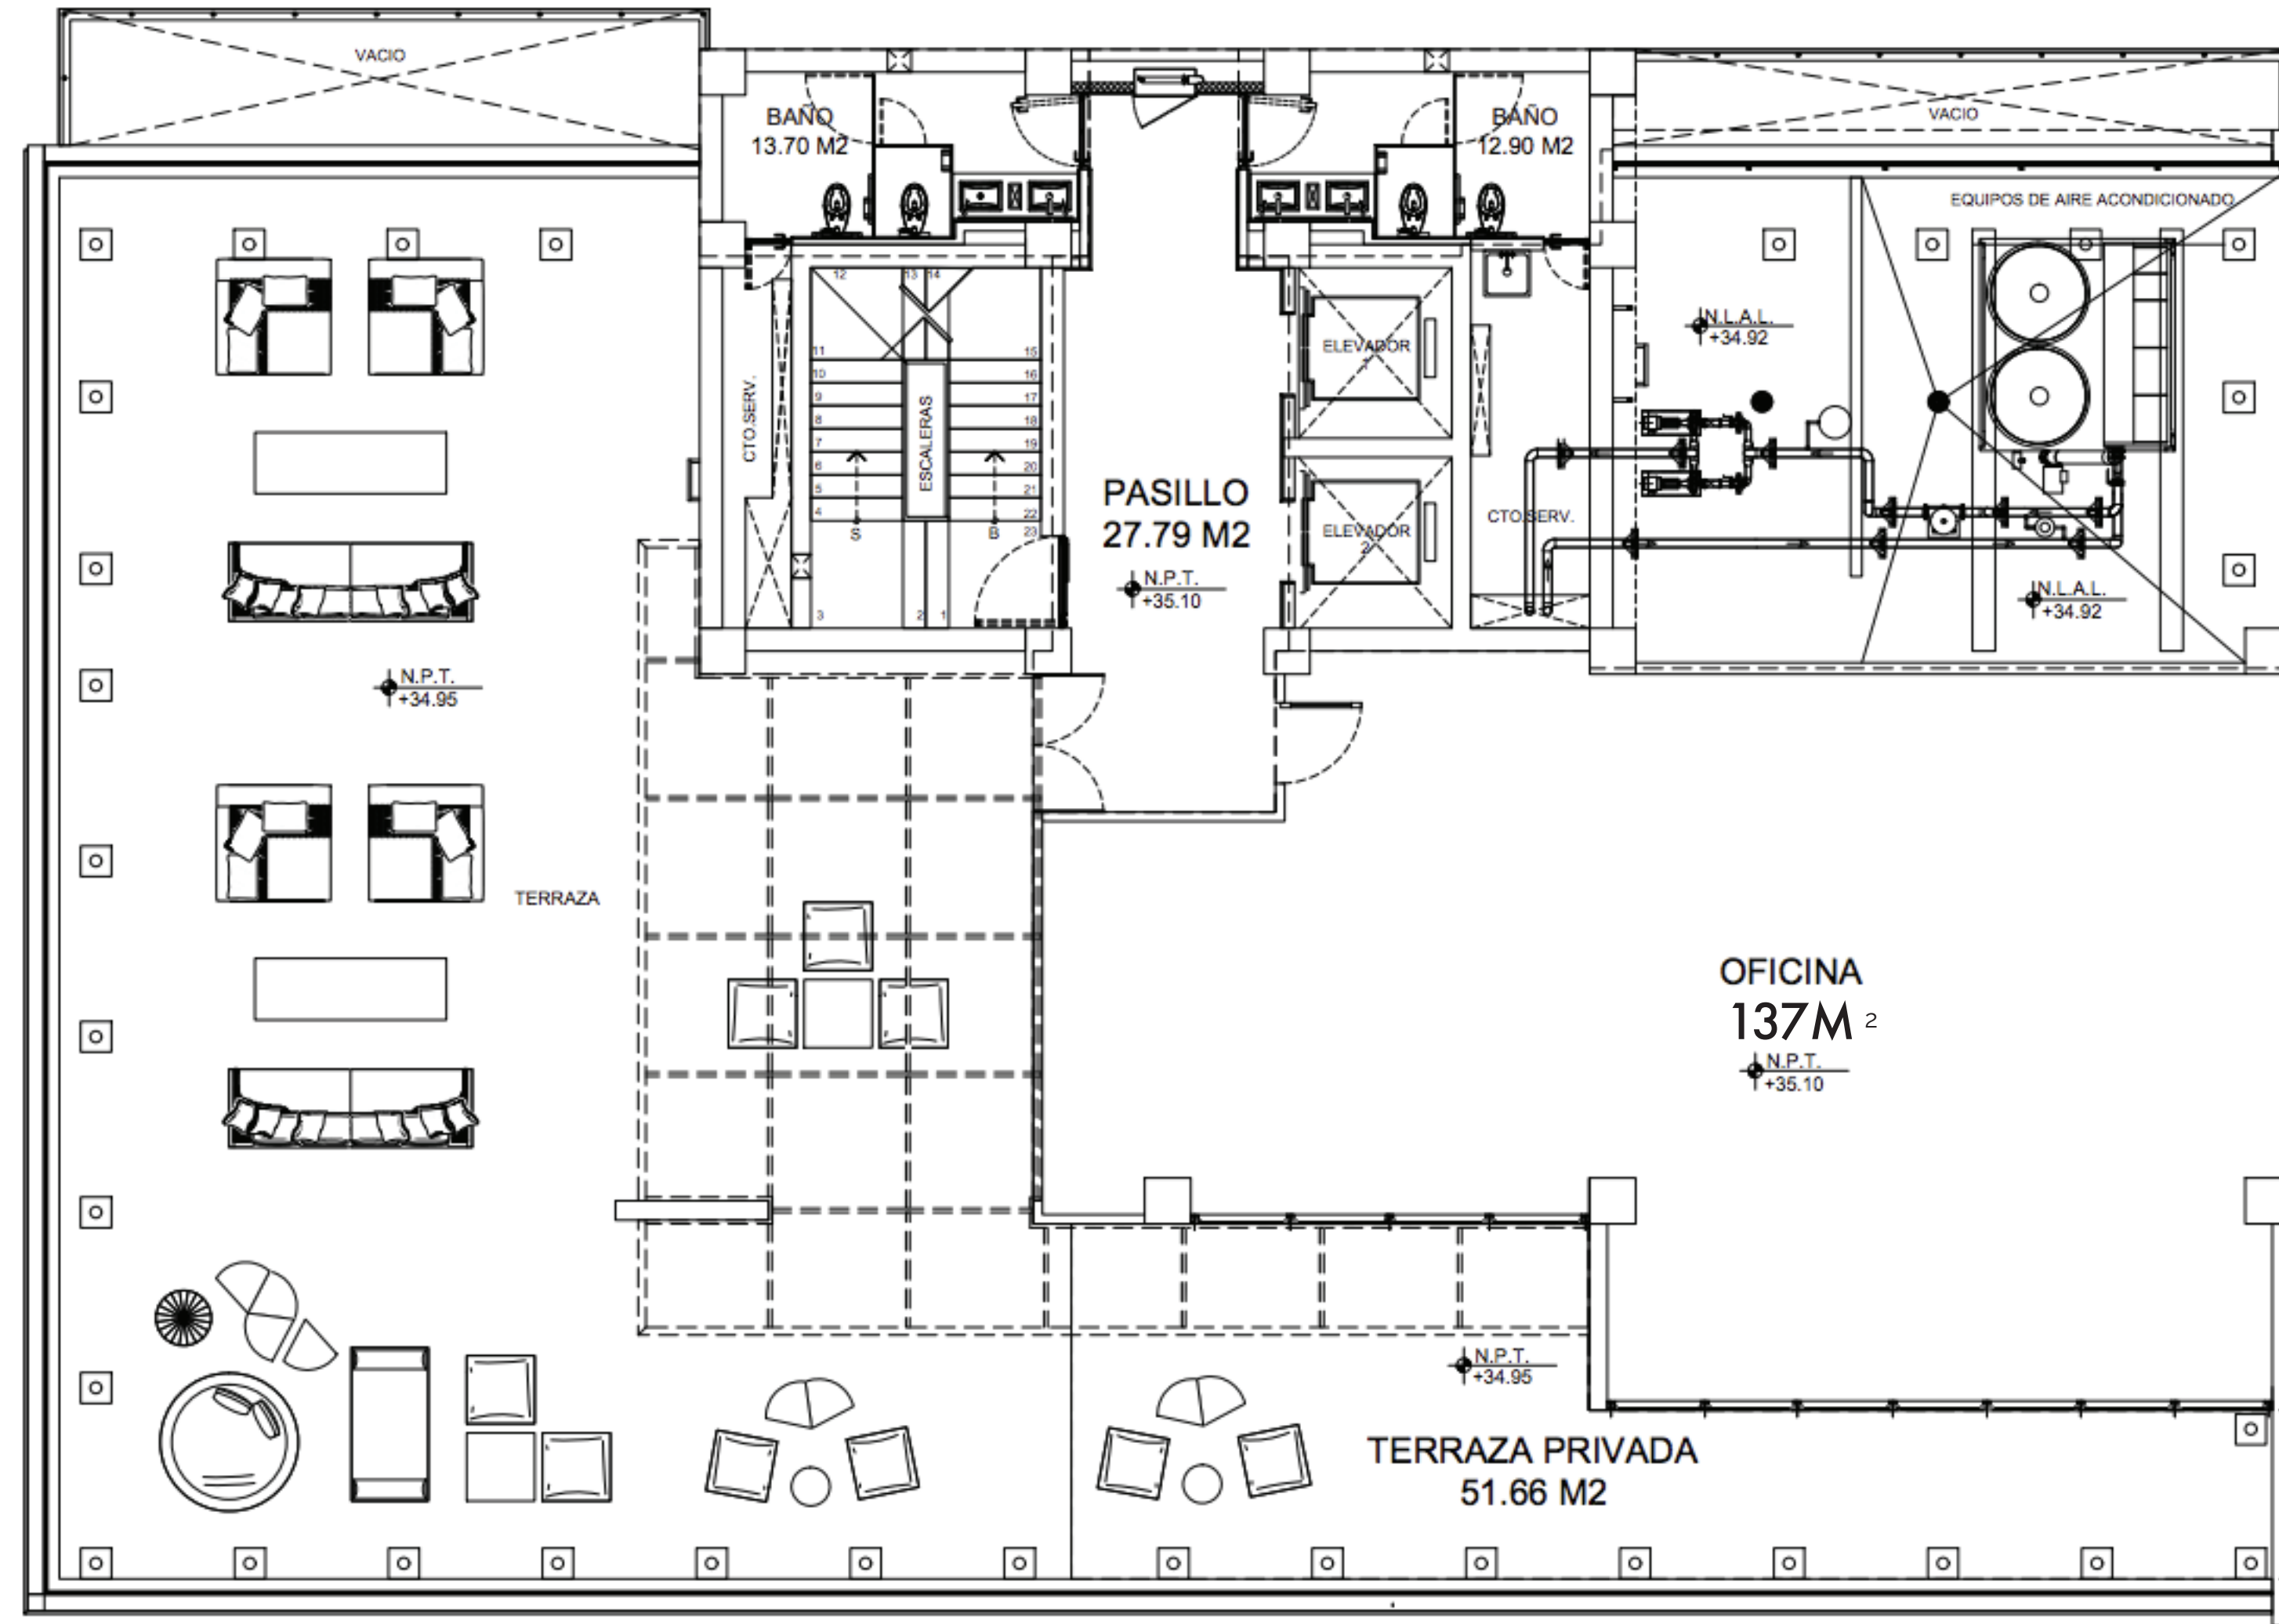 VACIO
BAÑO
13.70 M2
BAÑO
12.90 M2
VACIO
EQUIPOS DE AIRE ACONDICIONADO
12
13
14
11
10
9
8
7
6
5
4
3
2
1
15
16
17
18
19
20
21
22
23
S
B
ESCALERAS
CTO.SERV.
ELEVADOR
1
ELEVADOR
2
PASILLO
27.79 M2
N.P.T.
+35.10
CTO.SERV.
N.L.A.L.
+34.92
N.L.A.L.
+34.92
N.P.T.
+34.95
TERRAZA
OFICINA
137M 2
N.P.T.
+35.10
N.P.T.
+34.95
TERRAZA PRIVADA
51.66 M2